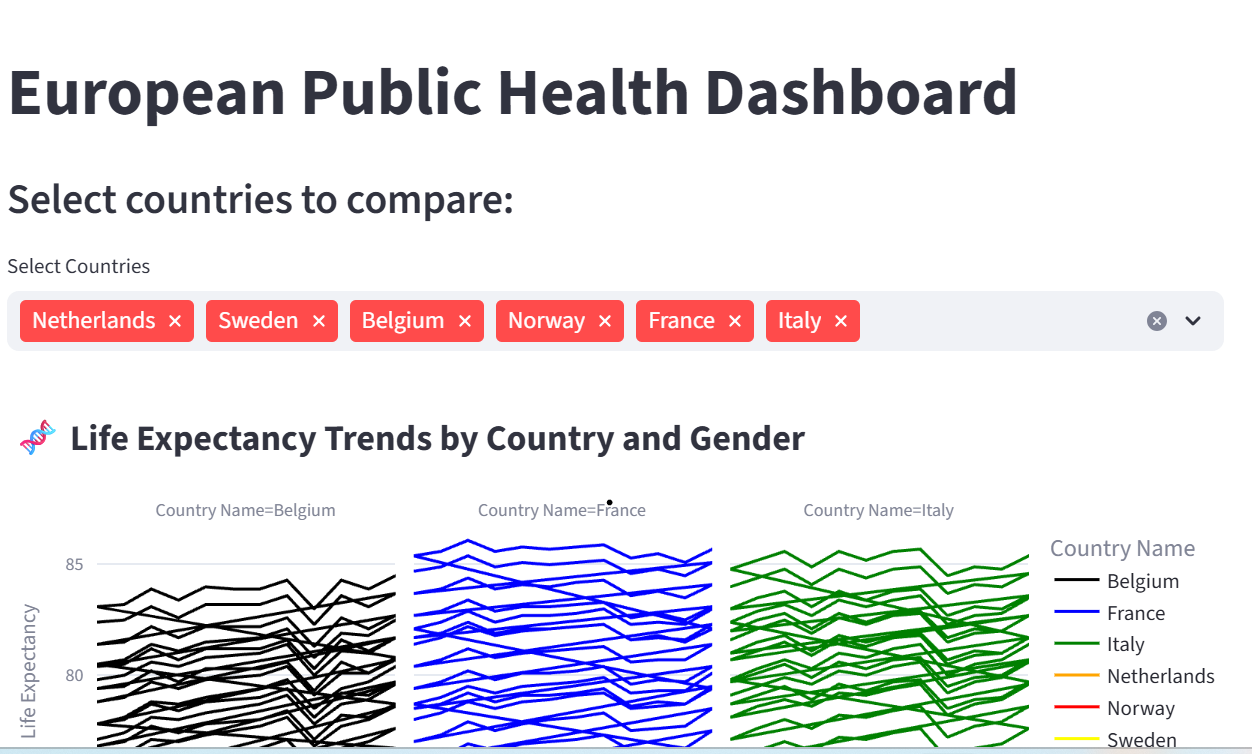 European Public Health Dashboard
Select countries to compare:
Select Countries
Netherlands × Sweden × Belgium × Norway × France × Italy ×
🧬 Life Expectancy Trends by Country and Gender
Country Name=Belgium
Country Name=France
Country Name=Italy
85
80
Life Expectancy
Country Name
Belgium
France
Italy
Netherlands
Norway
Sweden